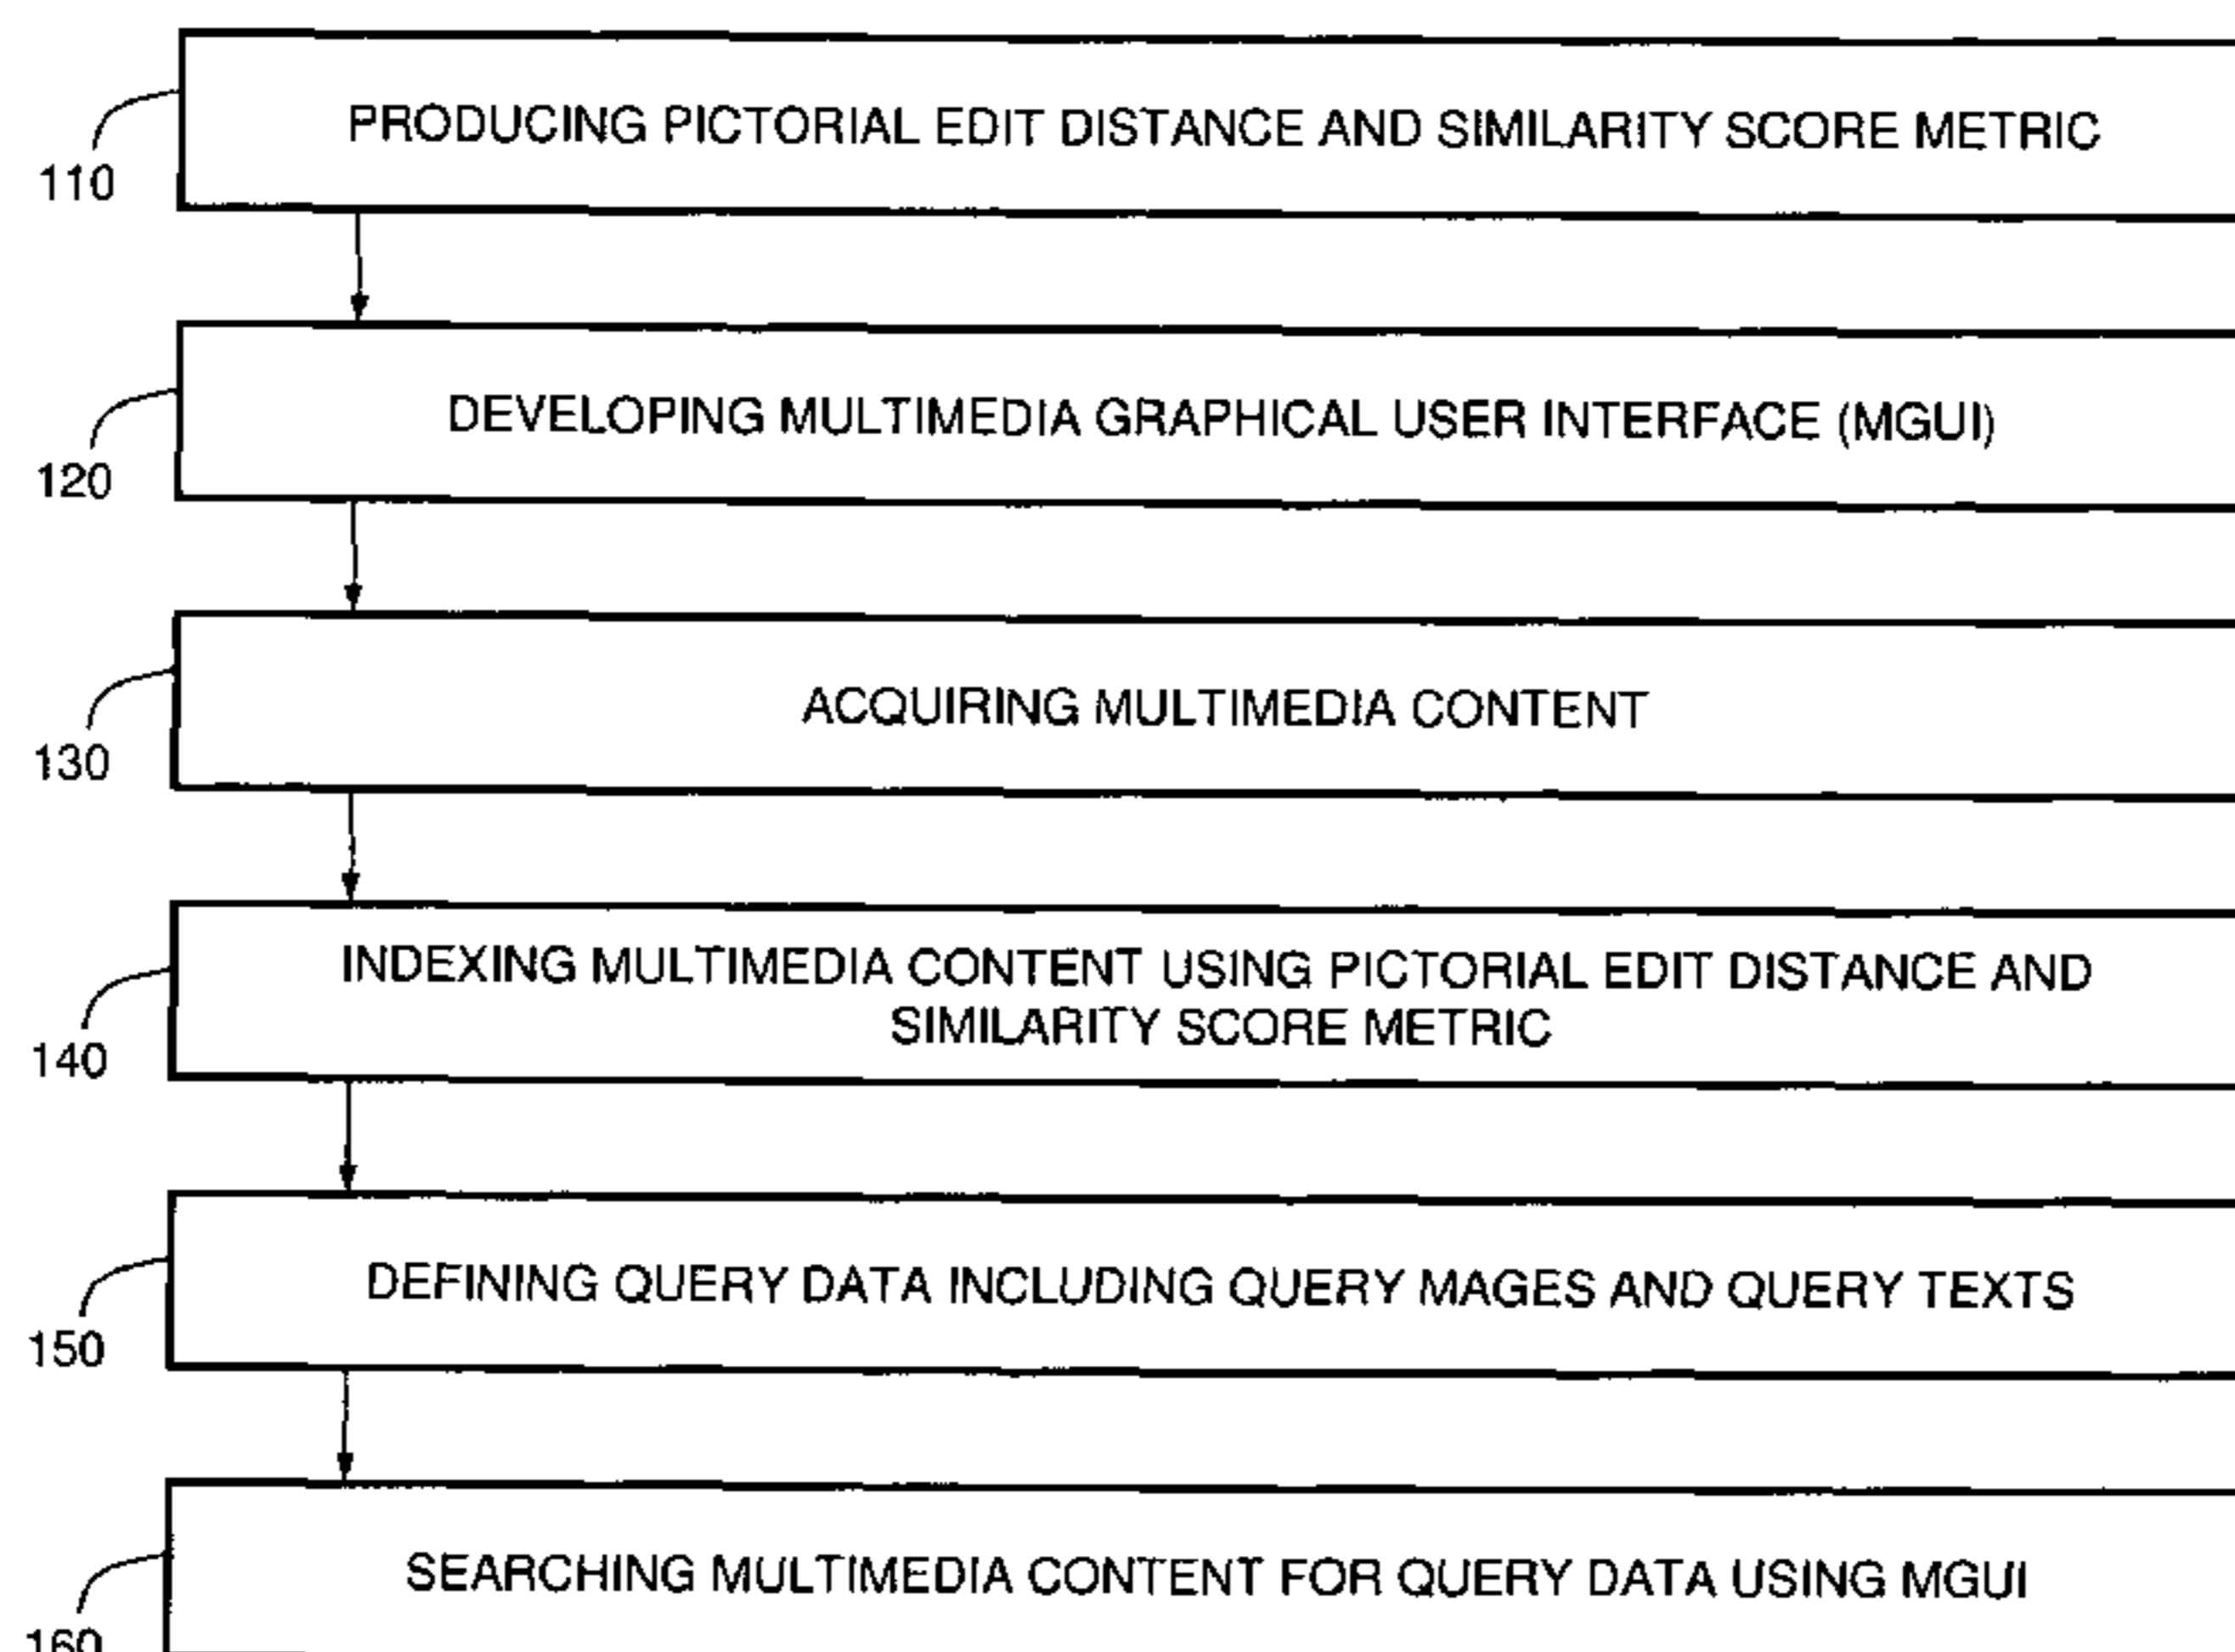 PRODUCING PICTORIAL EDIT DISTANCE AND SIMILARITY SCORE METRIC
110
DEVELOPING MULTIMEDIA GRAPHICAL USER INTERFACE (MGUI)
120
ACQUIRING MULTIMEDIA CONTENT
130
INDEXING MULTIMEDIA CONTENT USING PICTORIAL EDIT DISTANCE AND
SIMILARITY SCORE METRIC
140
DEFINING QUERY DATA INCLUDING QUERY MAGES AND QUERY TEXTS
150
SEARCHING MULTIMEDIA CONTENT FOR QUERY DATA USING MGUI
160